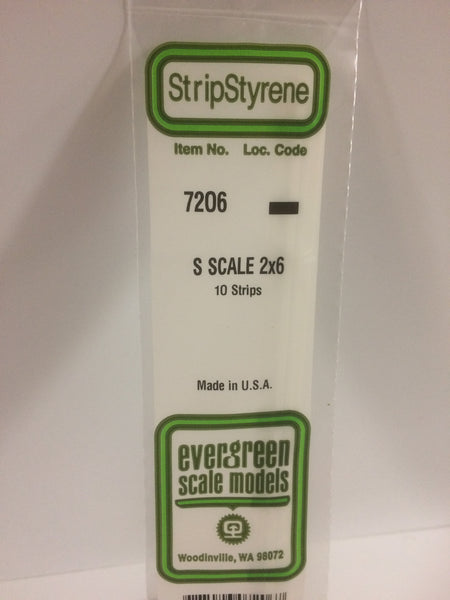 StripStyrene
Item No. Loc. Code
7206
S SCALE 2x6
10 Strips
Made in U.S.A.
evergreen
scale models
Woodinville, WA 98072